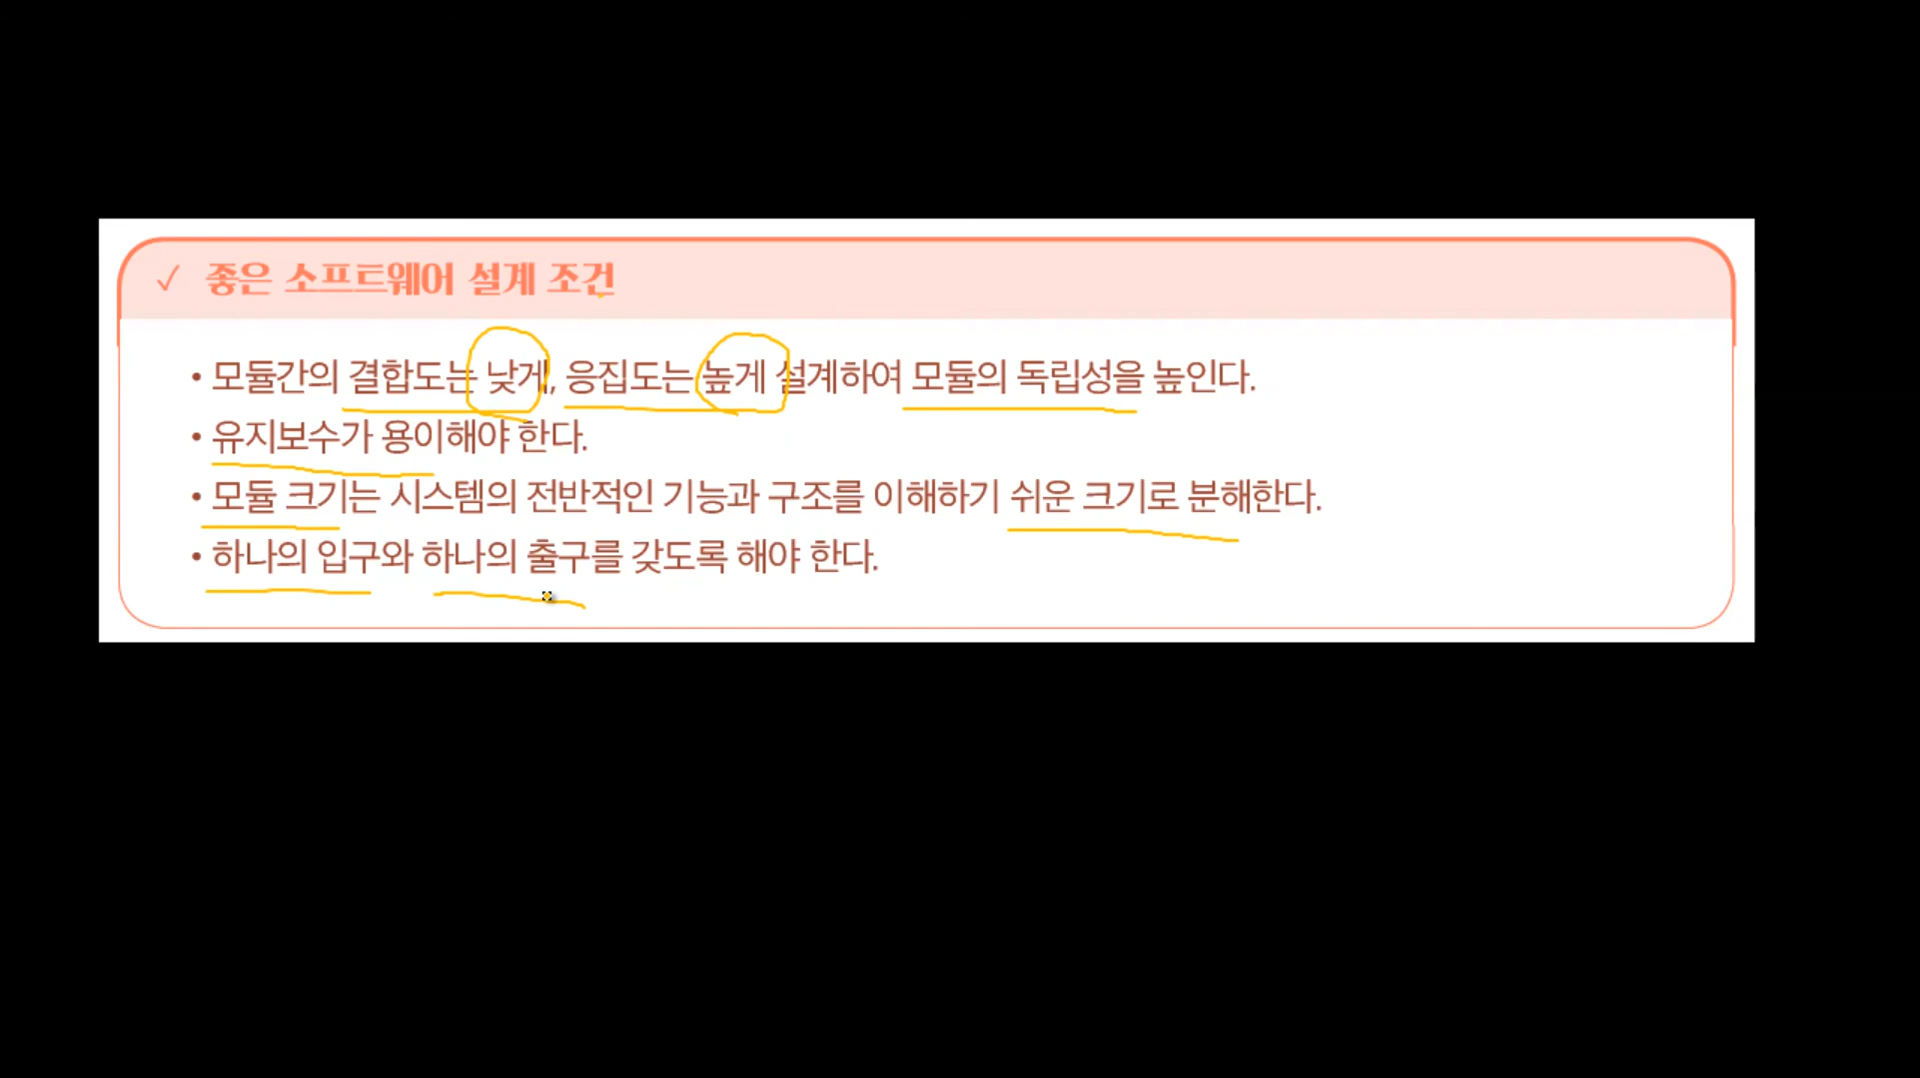 ✓ 좋은 소프트웨어 설계 조건
• 모듈간의 결합도는 낮게, 응집도는 높게 설계하여 모듈의 독립성을 높인다.
• 유지보수가 용이해야 한다.
• 모듈 크기는 시스템의 전반적인 기능과 구조를 이해하기 쉬운 크기로 분해한다.
• 하나의 입구와 하나의 출구를 갖도록 해야 한다.